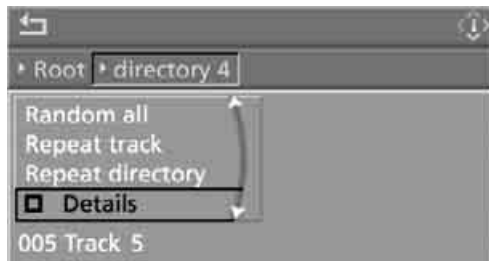 Root directory 4
Random all
Repeat track
Repeat directory
Details
005 Track 5